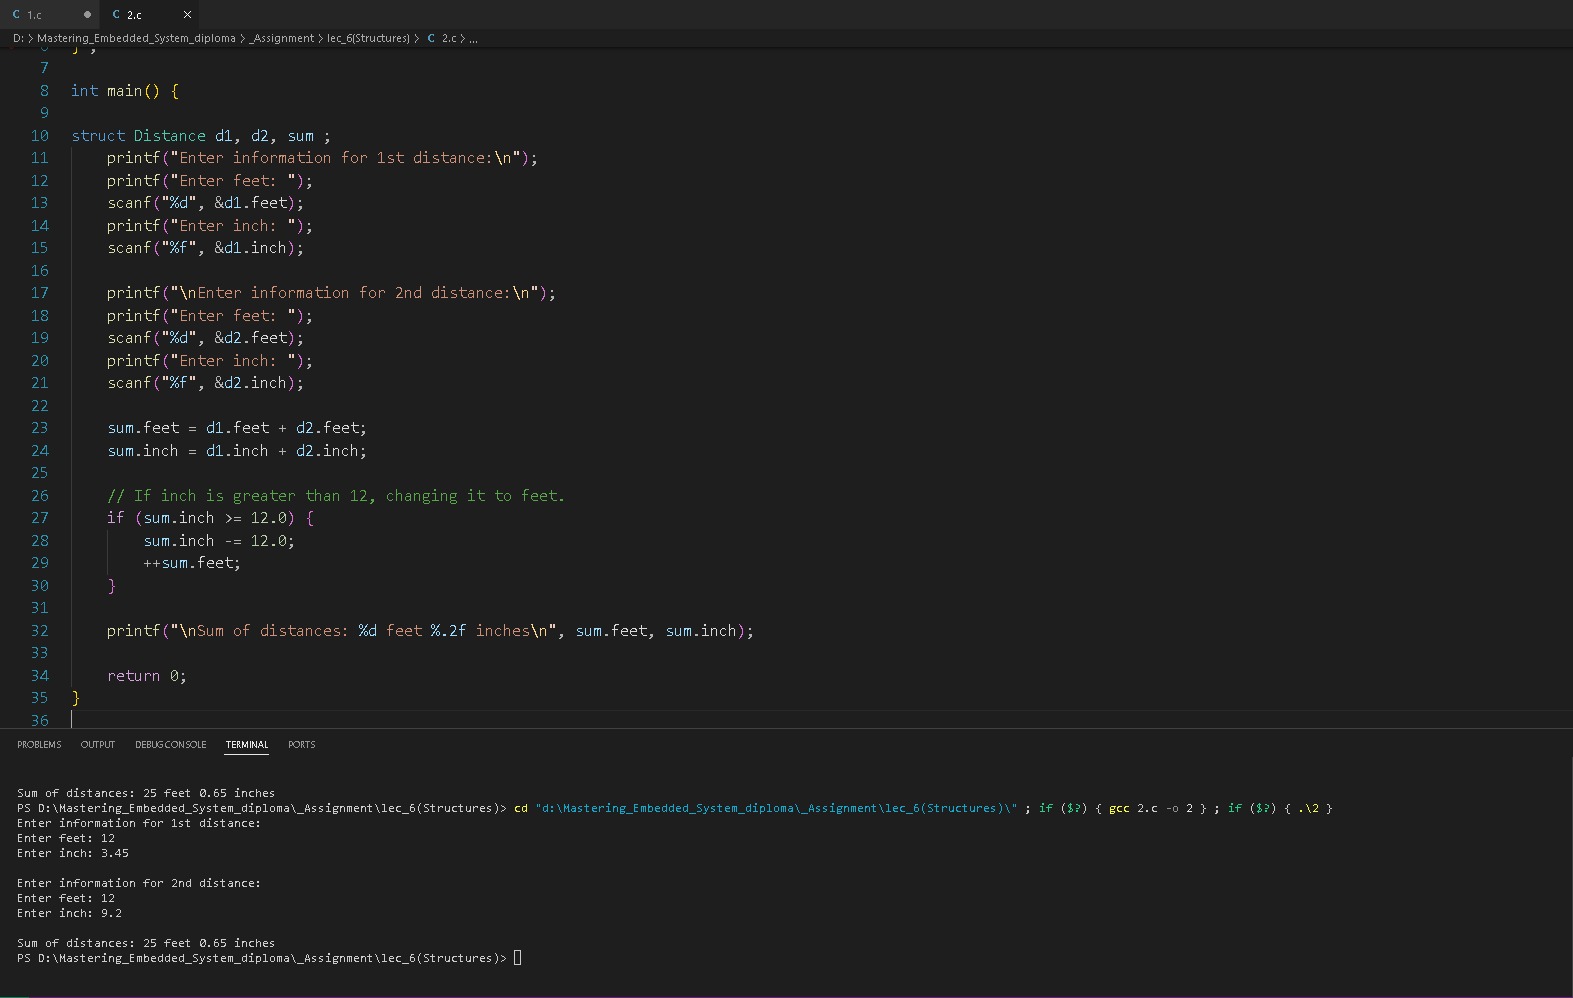 C 1.c ● C 2.c ×
D: > Mastering_Embedded_System_diploma > _Assignment > lec_6(Structures) > C 2.c > ...
6 } ;
7
8 int main() {
9
10 struct Distance d1, d2, sum ;
11 printf("Enter information for 1st distance:\n");
12 printf("Enter feet: ");
13 scanf("%d", &d1.feet);
14 printf("Enter inch: ");
15 scanf("%f", &d1.inch);
16
17 printf("\nEnter information for 2nd distance:\n");
18 printf("Enter feet: ");
19 scanf("%d", &d2.feet);
20 printf("Enter inch: ");
21 scanf("%f", &d2.inch);
22
23 sum.feet = d1.feet + d2.feet;
24 sum.inch = d1.inch + d2.inch;
25
26 // If inch is greater than 12, changing it to feet.
27 if (sum.inch >= 12.0) {
28 sum.inch -= 12.0;
29 ++sum.feet;
30 }
31
32 printf("\nSum of distances: %d feet %.2f inches\n", sum.feet, sum.inch);
33
34 return 0;
35 }
36
PROBLEMS OUTPUT DEBUG CONSOLE TERMINAL PORTS
Sum of distances: 25 feet 0.65 inches
PS D:\Mastering_Embedded_System_diploma\_Assignment\lec_6(Structures)> cd "d:\Mastering_Embedded_System_diploma\_Assignment\lec_6(Structures)\" ; if ($?) { gcc 2.c -o 2 } ; if ($?) { .\2 }
Enter information for 1st distance:
Enter feet: 12
Enter inch: 3.45
Enter information for 2nd distance:
Enter feet: 12
Enter inch: 9.2
Sum of distances: 25 feet 0.65 inches
PS D:\Mastering_Embedded_System_diploma\_Assignment\lec_6(Structures)>